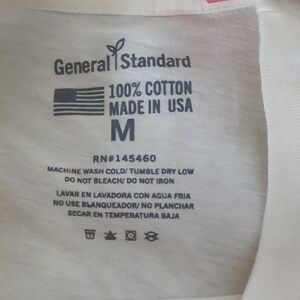 General Standard
100% COTTON
MADE IN USA
M
RN#145460
MACHINE WASH COLD/ TUMBLE DRY LOW
DO NOT BLEACH/ DO NOT IRON
LAVAR EN LAVADORA CON AGUA FRIA
NO USE BLANQUEADOR/ NO PLANCHAR
SECAR EN TEMPERATURA BAJA